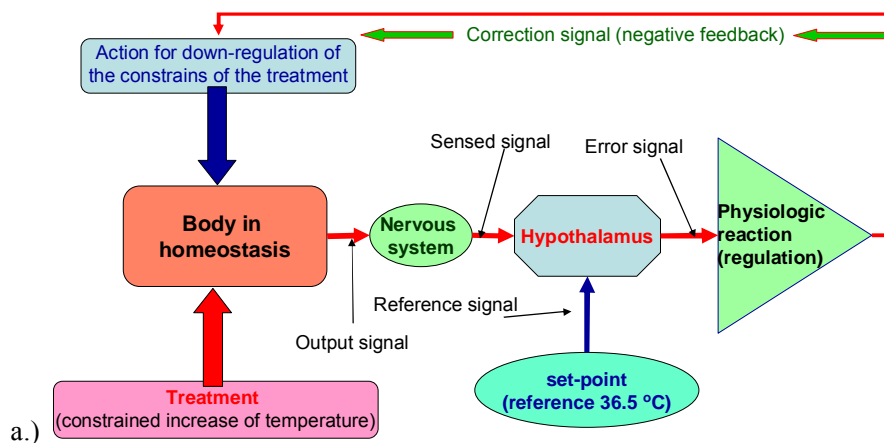 Action for down-regulation of
the constrains of the treatment
Correction signal (negative feedback)
Sensed signal
Error signal
Body in
homeostasis
Nervous
system
Hypothalamus
Physiologic
reaction
(regulation)
Reference signal
Output signal
set-point
(reference 36.5 °C)
Treatment
(constrained increase of temperature)
a.)